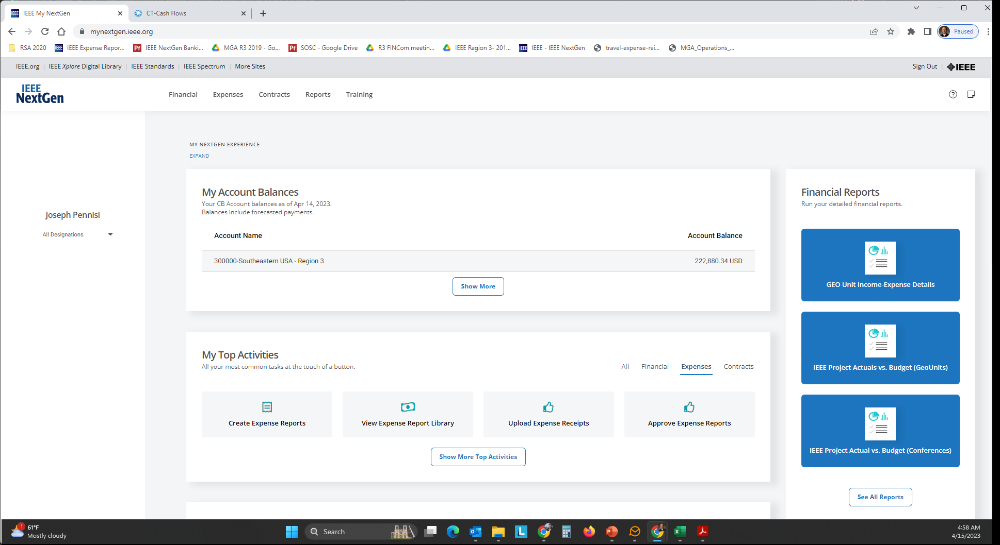 IEEE My NextGen
CT-Cash Flows
mynextgen.ieee.org
Paused
RSA 2020
IEEE Expense Repor...
IEEE NextGen Banki...
MGA R3 2019 - Go...
SOSC - Google Drive
R3 FINCom meetin...
IEEE Region 3- 201...
IEEE - IEEE NextGen
travel-expense-rei...
MGA_Operations_...
IEEE.org | IEEE Xplore Digital Library | IEEE Standards | IEEE Spectrum | More Sites
Sign Out | IEEE
IEEE
NextGen
Financial Expenses Contracts Reports Training
MY NEXTGEN EXPERIENCE
EXPAND
Joseph Pennisi
All Designations
My Account Balances
Your CB Account balances as of Apr 14, 2023.
Balances include forecasted payments.
Account Name Account Balance
300000-Southeastern USA - Region 3 222,880.34 USD
Show More
My Top Activities
All your most common tasks at the touch of a button.
All Financial Expenses Contracts
Create Expense Reports
View Expense Report Library
Upload Expense Receipts
Approve Expense Reports
Show More Top Activities
Financial Reports
Run your detailed financial reports.
GEO Unit Income-Expense Details
IEEE Project Actuals vs. Budget (GeoUnits)
IEEE Project Actual vs. Budget (Conferences)
See All Reports
1
61°F
Mostly cloudy
Search
4:58 AM
4/15/2023